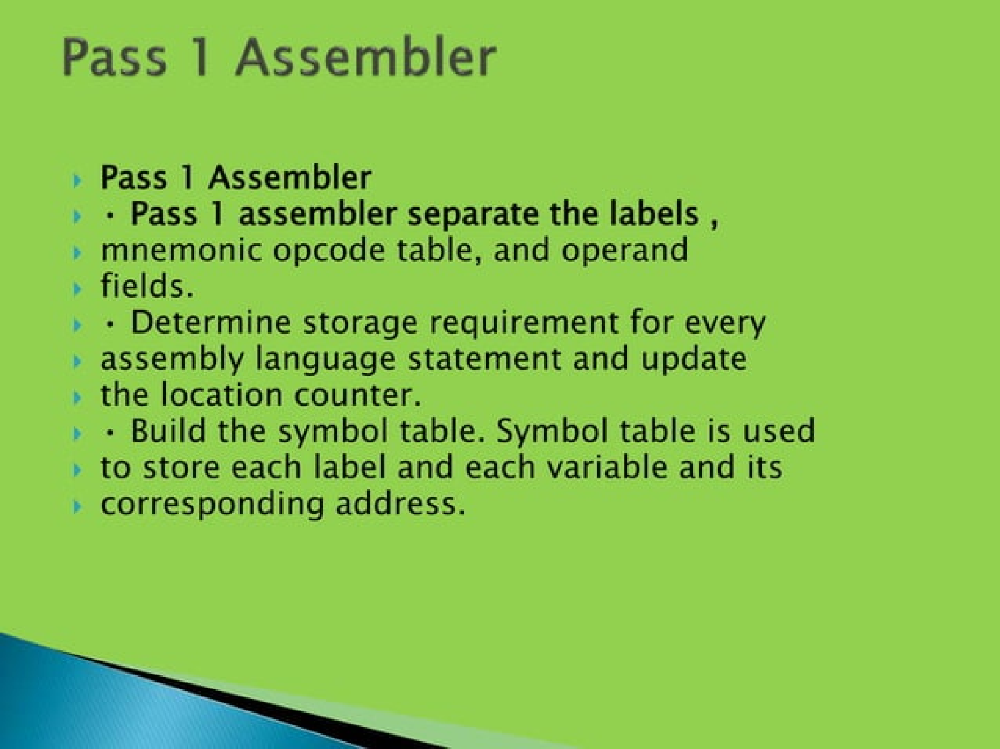 Pass 1 Assembler
Pass 1 Assembler
· Pass 1 assembler separate the labels ,
mnemonic opcode table, and operand
fields.
· Determine storage requirement for every
assembly language statement and update
the location counter.
· Build the symbol table. Symbol table is used
to store each label and each variable and its
corresponding address.